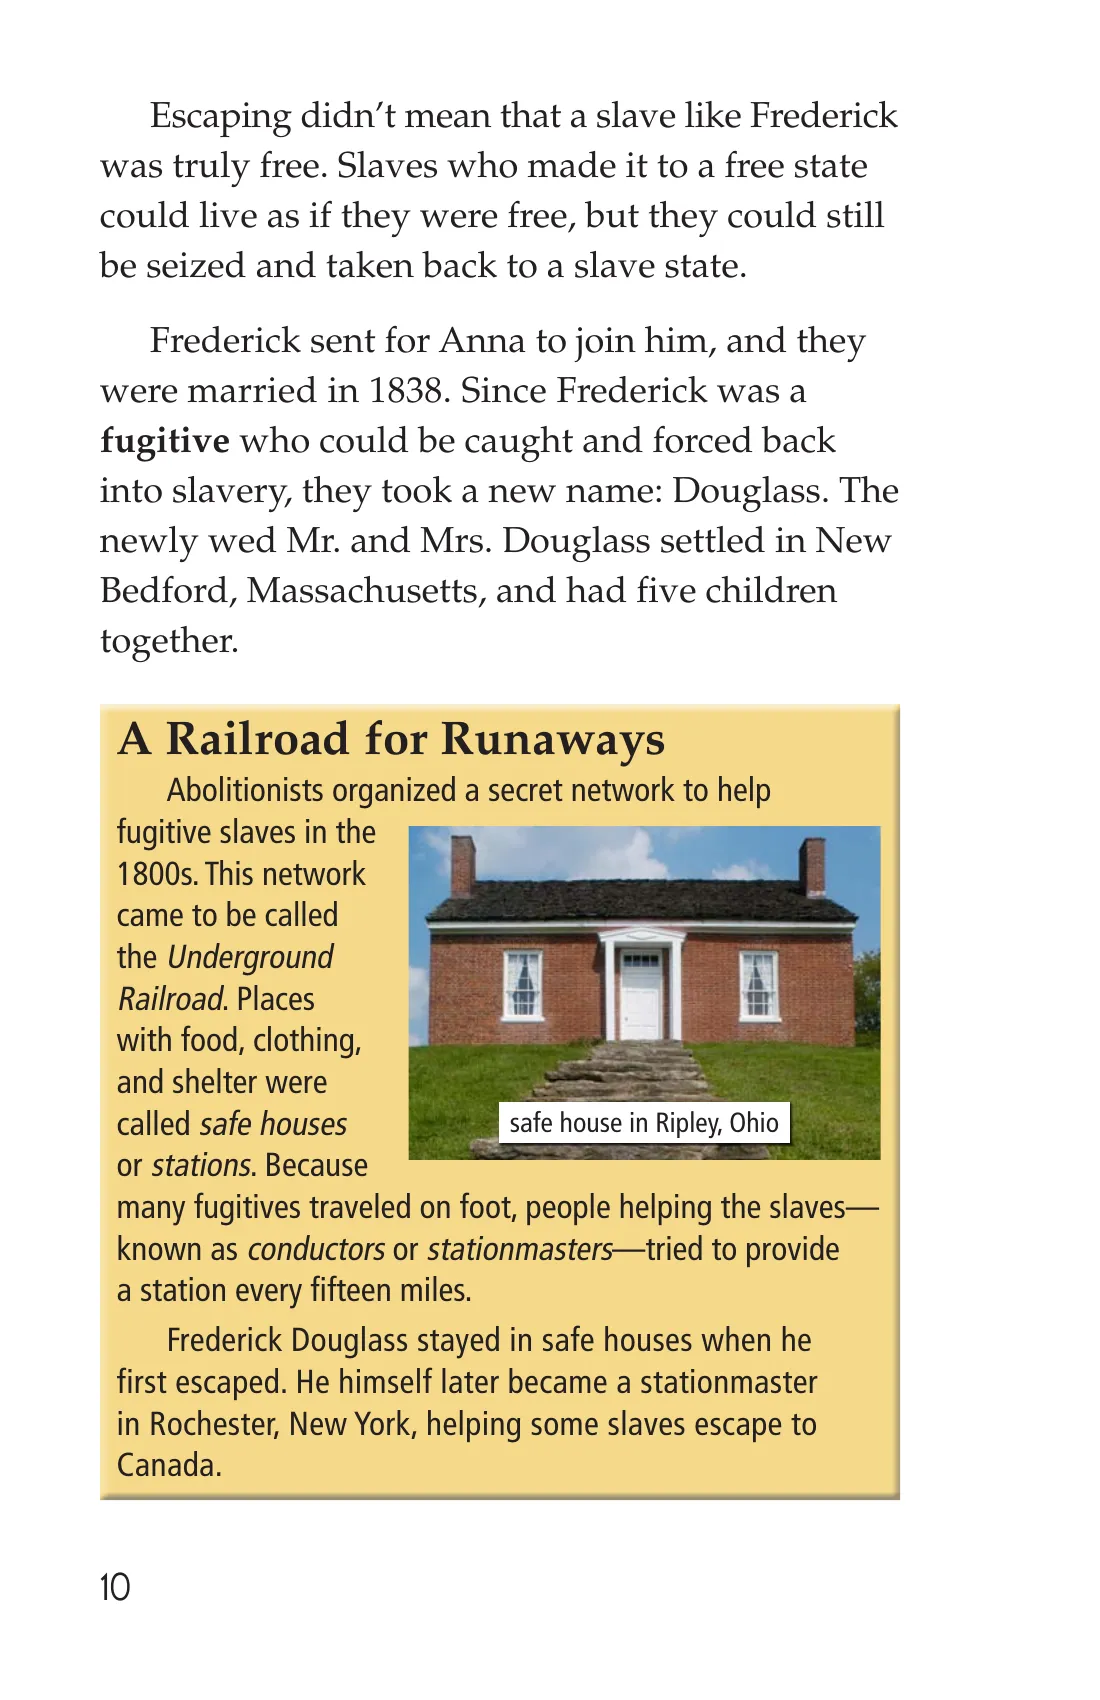 Escaping didn’t mean that a slave like Frederick
was truly free. Slaves who made it to a free state
could live as if they were free, but they could still
be seized and taken back to a slave state.
Frederick sent for Anna to join him, and they
were married in 1838. Since Frederick was a
fugitive who could be caught and forced back
into slavery, they took a new name: Douglass. The
newly wed Mr. and Mrs. Douglass settled in New
Bedford, Massachusetts, and had five children
together.
A Railroad for Runaways
Abolitionists organized a secret network to help
fugitive slaves in the
1800s. This network
came to be called
the Underground
Railroad. Places
with food, clothing,
and shelter were
called safe houses
or stations. Because
many fugitives traveled on foot, people helping the slaves—
known as conductors or stationmasters—tried to provide
a station every fifteen miles.
safe house in Ripley, Ohio
Frederick Douglass stayed in safe houses when he
first escaped. He himself later became a stationmaster
in Rochester, New York, helping some slaves escape to
Canada.
10